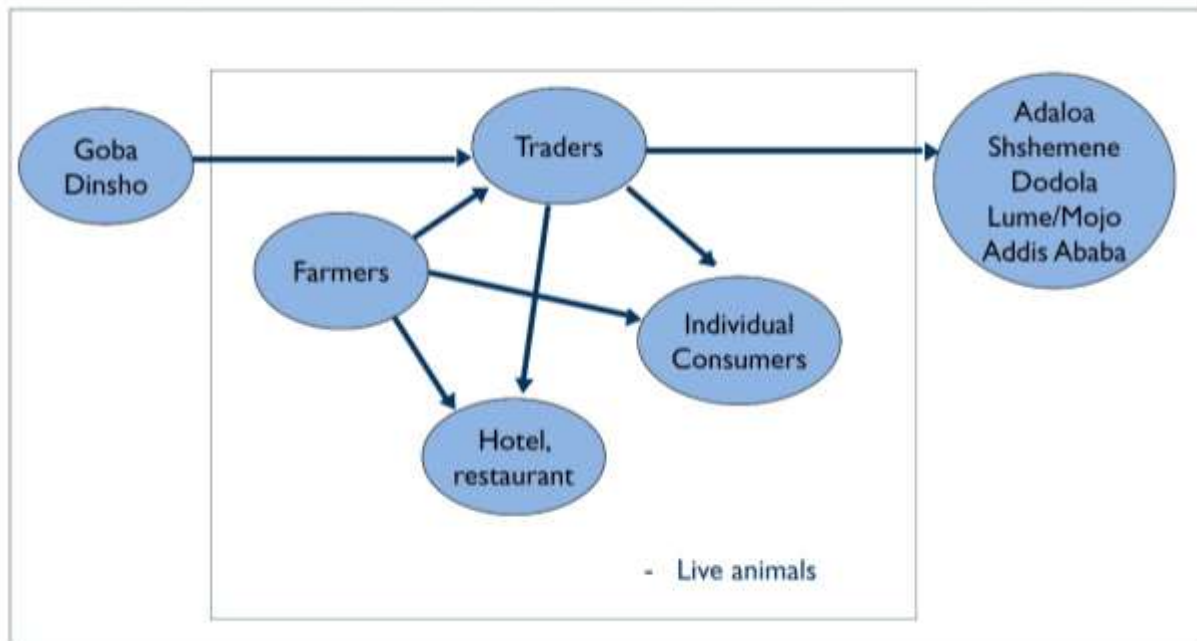 Goba
Dinsho
Traders
Adaloa
Shshemene
Dodola
Lume/Mojo
Addis Ababa
Farmers
Individual
Consumers
Hotel,
restaurant
- Live animals